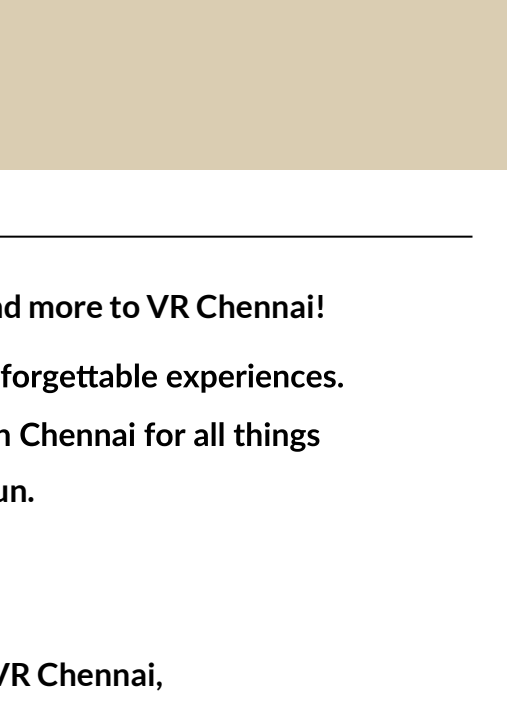 nd more to VR Chennai!
forgettable experiences.
n Chennai for all things
un.
VR Chennai,